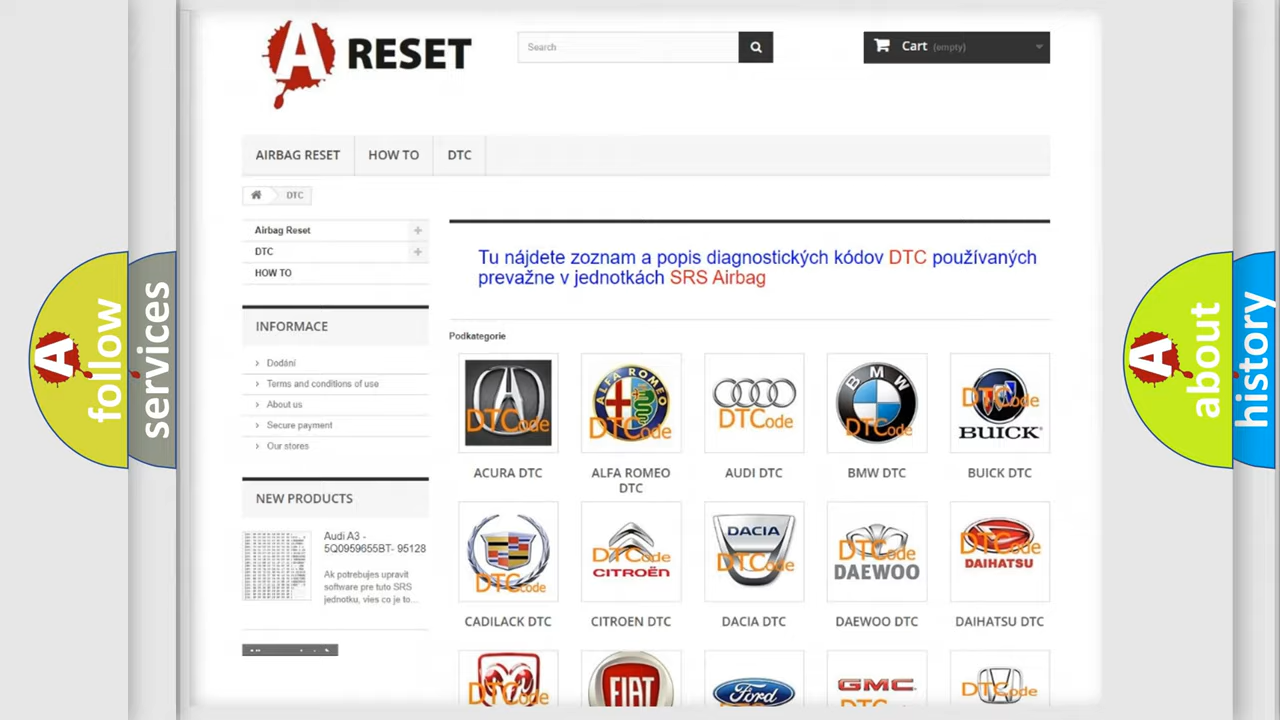 A RESET
Search
Cart (empty)
AIRBAG RESET
HOW TO
DTC
DTC
Airbag Reset
DTC
HOW TO
INFORMACE
Dodání
Terms and conditions of use
About us
Secure payment
Our stores
NEW PRODUCTS
Audi A3 -
5Q0959655BT- 95128
Ak potrebujes upravit
software pre tuto SRS
jednotku, vies co je to...
Tu nájdete zoznam a popis diagnostických kódov DTC používaných
prevažne v jednotkách SRS Airbag
Podkategorie
DTCode
ALFA ROMEO
DTCode
DTCode
BMW
DTCode
DTCode
BUICK
ACURA DTC
ALFA ROMEO
DTC
AUDI DTC
BMW DTC
BUICK DTC
DTCode
DTCode
CITROËN
DACIA
DTCode
DTCode
DAEWOO
DTCode
DAIHATSU
CADILACK DTC
CITROEN DTC
DACIA DTC
DAEWOO DTC
DAIHATSU DTC
DTCode
FIAT
Ford
GMC
DTCode
A follow
services
A about
history